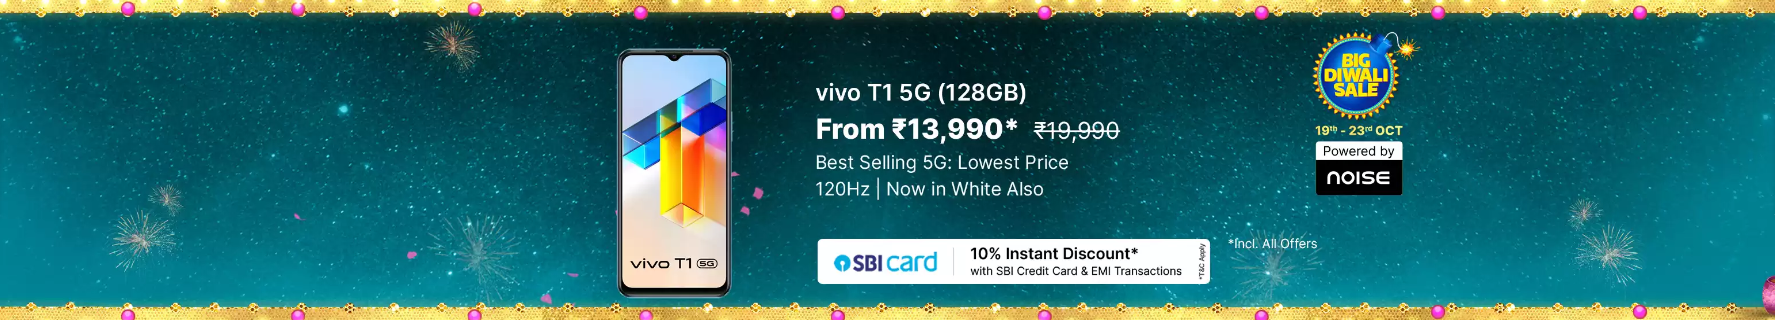 vivo T1 5G
vivo T1 5G (128GB)
From ₹13,990* ₹19,990
Best Selling 5G: Lowest Price
120Hz | Now in White Also
SBI card
10% Instant Discount*
with SBI Credit Card & EMI Transactions
*T&C Apply
*Incl. All Offers
BIG
DIWALI
SALE
19th - 23rd OCT
Powered by
NOISE